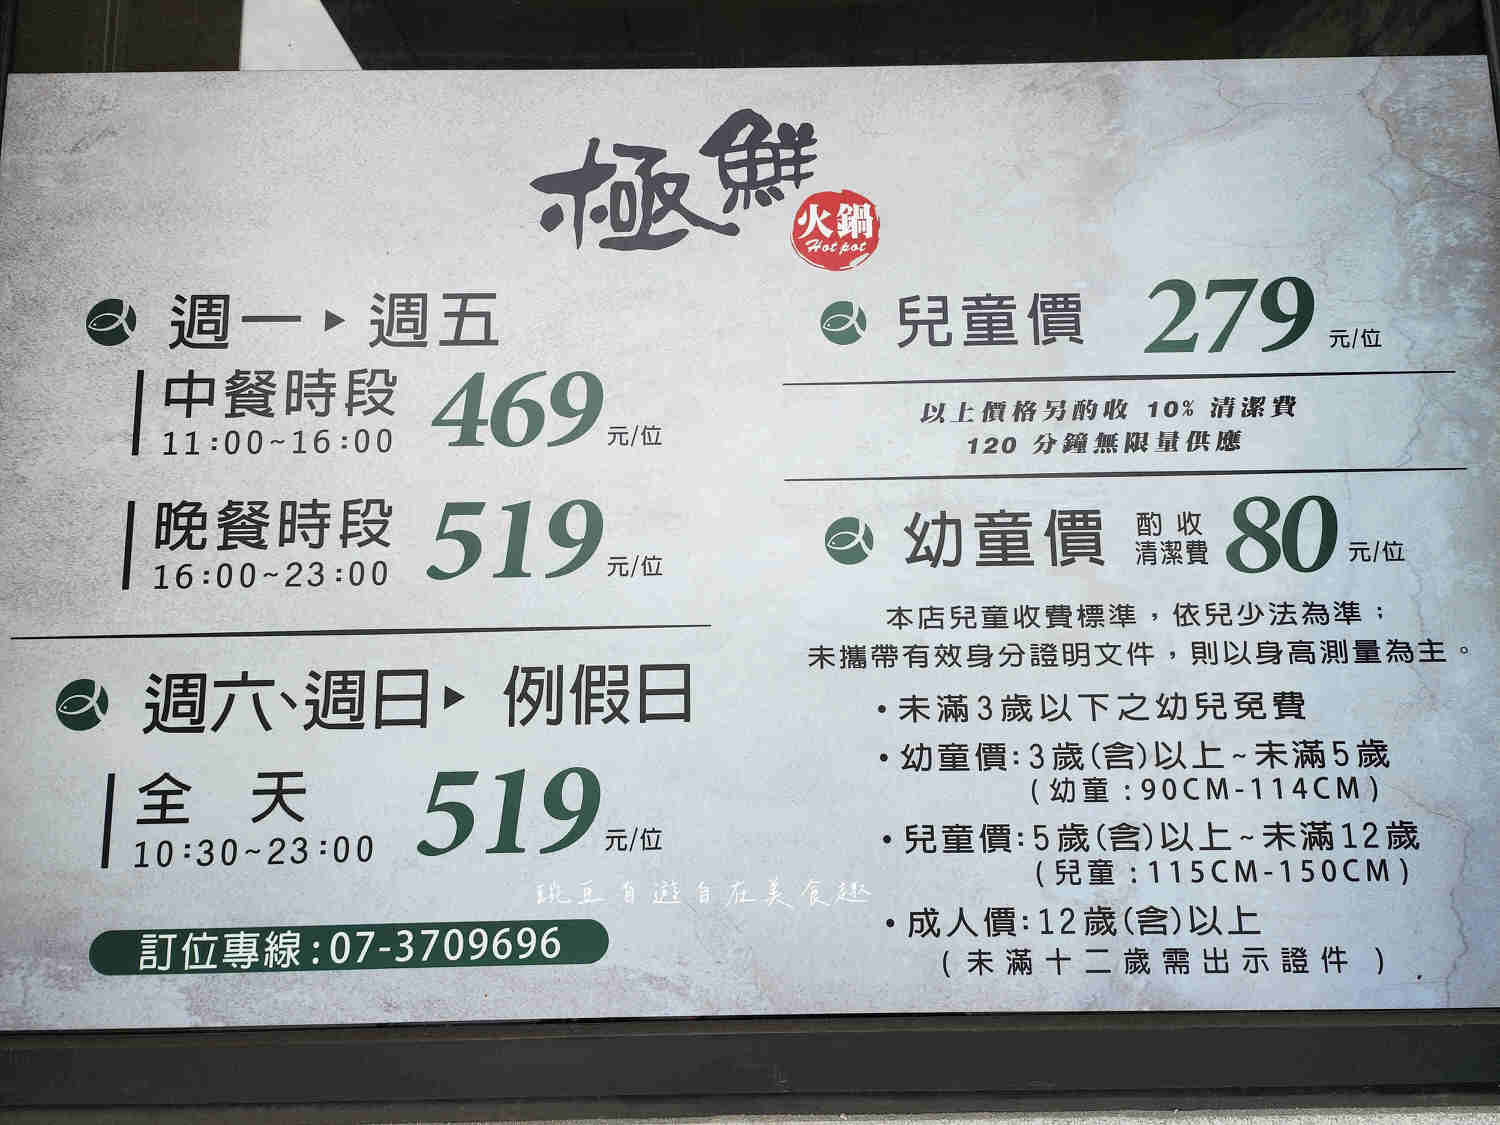 極鮮
火鍋
Hot pot
週一▸週五
中餐時段 469 元/位
11:00~16:00
晚餐時段 519 元/位
16:00~23:00
週六、週日▸ 例假日
全 天 519 元/位
10:30~23:00
訂位專線:07-3709696
兒童價 279 元/位
以上價格另酌收 10% 清潔費
120 分鐘無限量供應
幼童價 酌收清潔費 80 元/位
本店兒童收費標準，依兒少法為準；
未攜帶有效身分證明文件，則以身高測量為主。
•未滿3歲以下之幼兒免費
•幼童價:3歲(含)以上~未滿5歲
(幼童:90CM-114CM)
•兒童價:5歲(含)以上~未滿12歲
(兒童:115CM-150CM)
•成人價:12歲(含)以上
(未滿十二歲需出示證件)
豌豆自遊自在美食趣